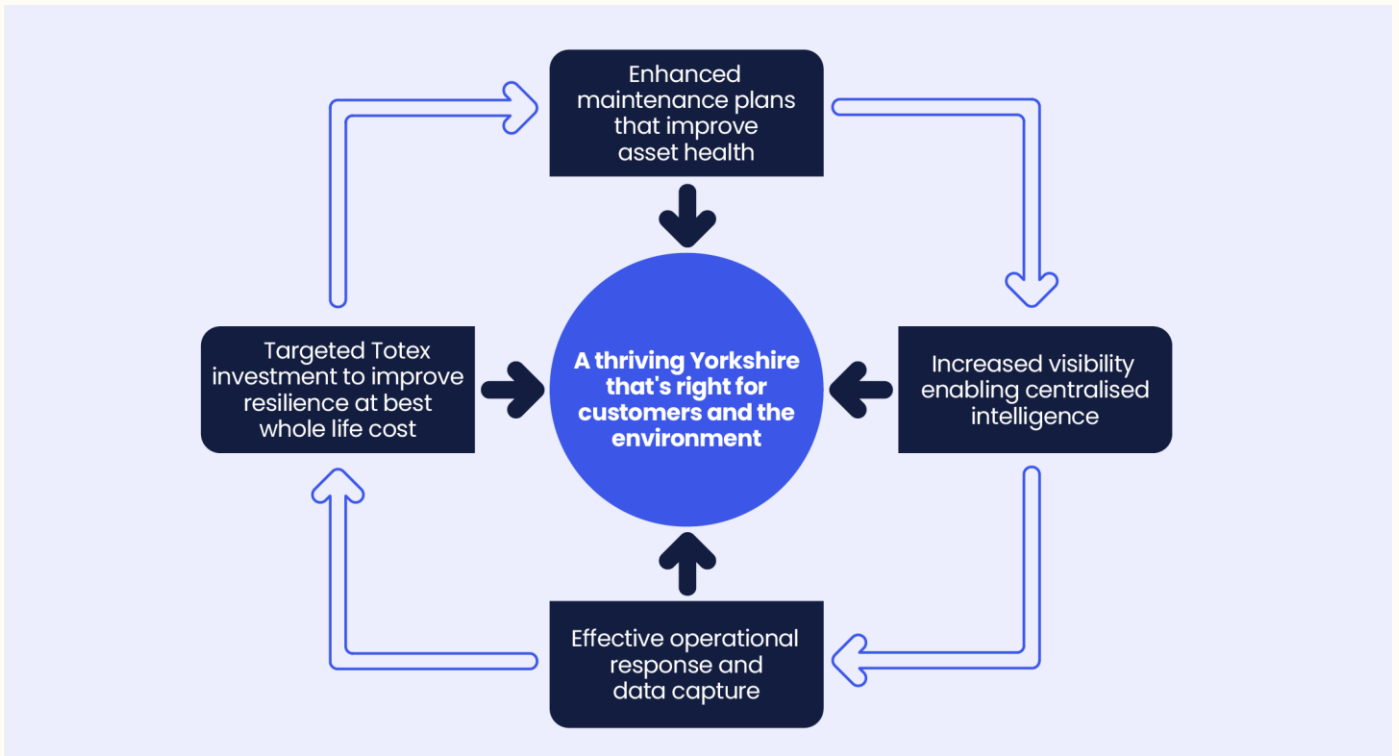 Enhanced
maintenance plans
that improve
asset health
Targeted Totex
investment to improve
resilience at best
whole life cost
A thriving Yorkshire
that's right for
customers and the
environment
Increased visibility
enabling centralised
intelligence
Effective operational
response and
data capture